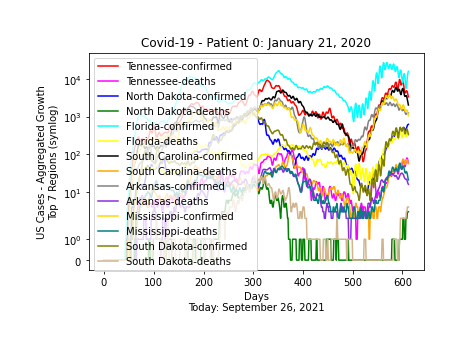 Covid-19 - Patient 0: January 21, 2020
US Cases - Aggregated Growth
Top 7 Regions (symlog)
10⁴
10³
10²
10¹
10⁰
0
Tennessee-confirmed
Tennessee-deaths
North Dakota-confirmed
North Dakota-deaths
Florida-confirmed
Florida-deaths
South Carolina-confirmed
South Carolina-deaths
Arkansas-confirmed
Arkansas-deaths
Mississippi-confirmed
Mississippi-deaths
South Dakota-confirmed
South Dakota-deaths
0 100 200 300 400 500 600
Days
Today: September 26, 2021